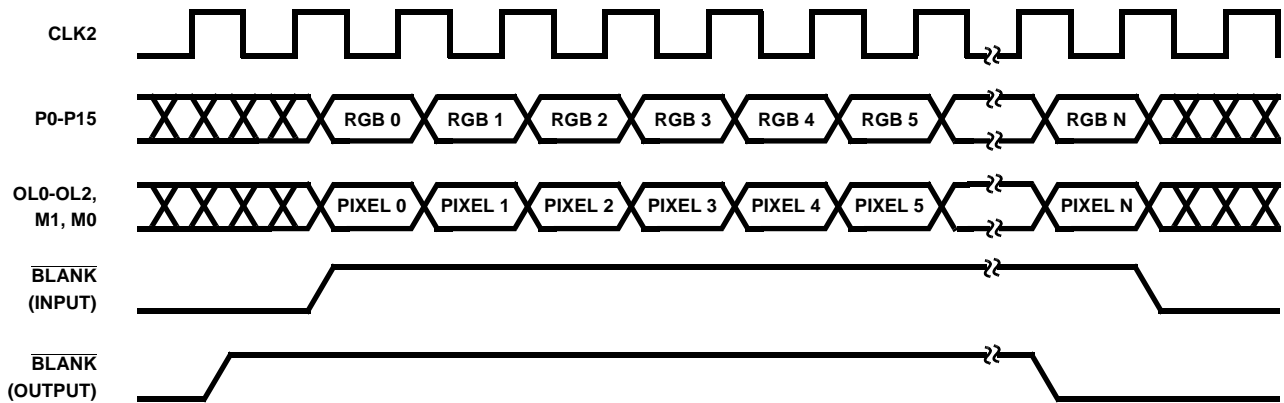 CLK2
P0-P15
RGB 0 RGB 1 RGB 2 RGB 3 RGB 4 RGB 5 RGB N
OL0-OL2,
M1, M0
PIXEL 0 PIXEL 1 PIXEL 2 PIXEL 3 PIXEL 4 PIXEL 5 PIXEL N
BLANK
(INPUT)
BLANK
(OUTPUT)